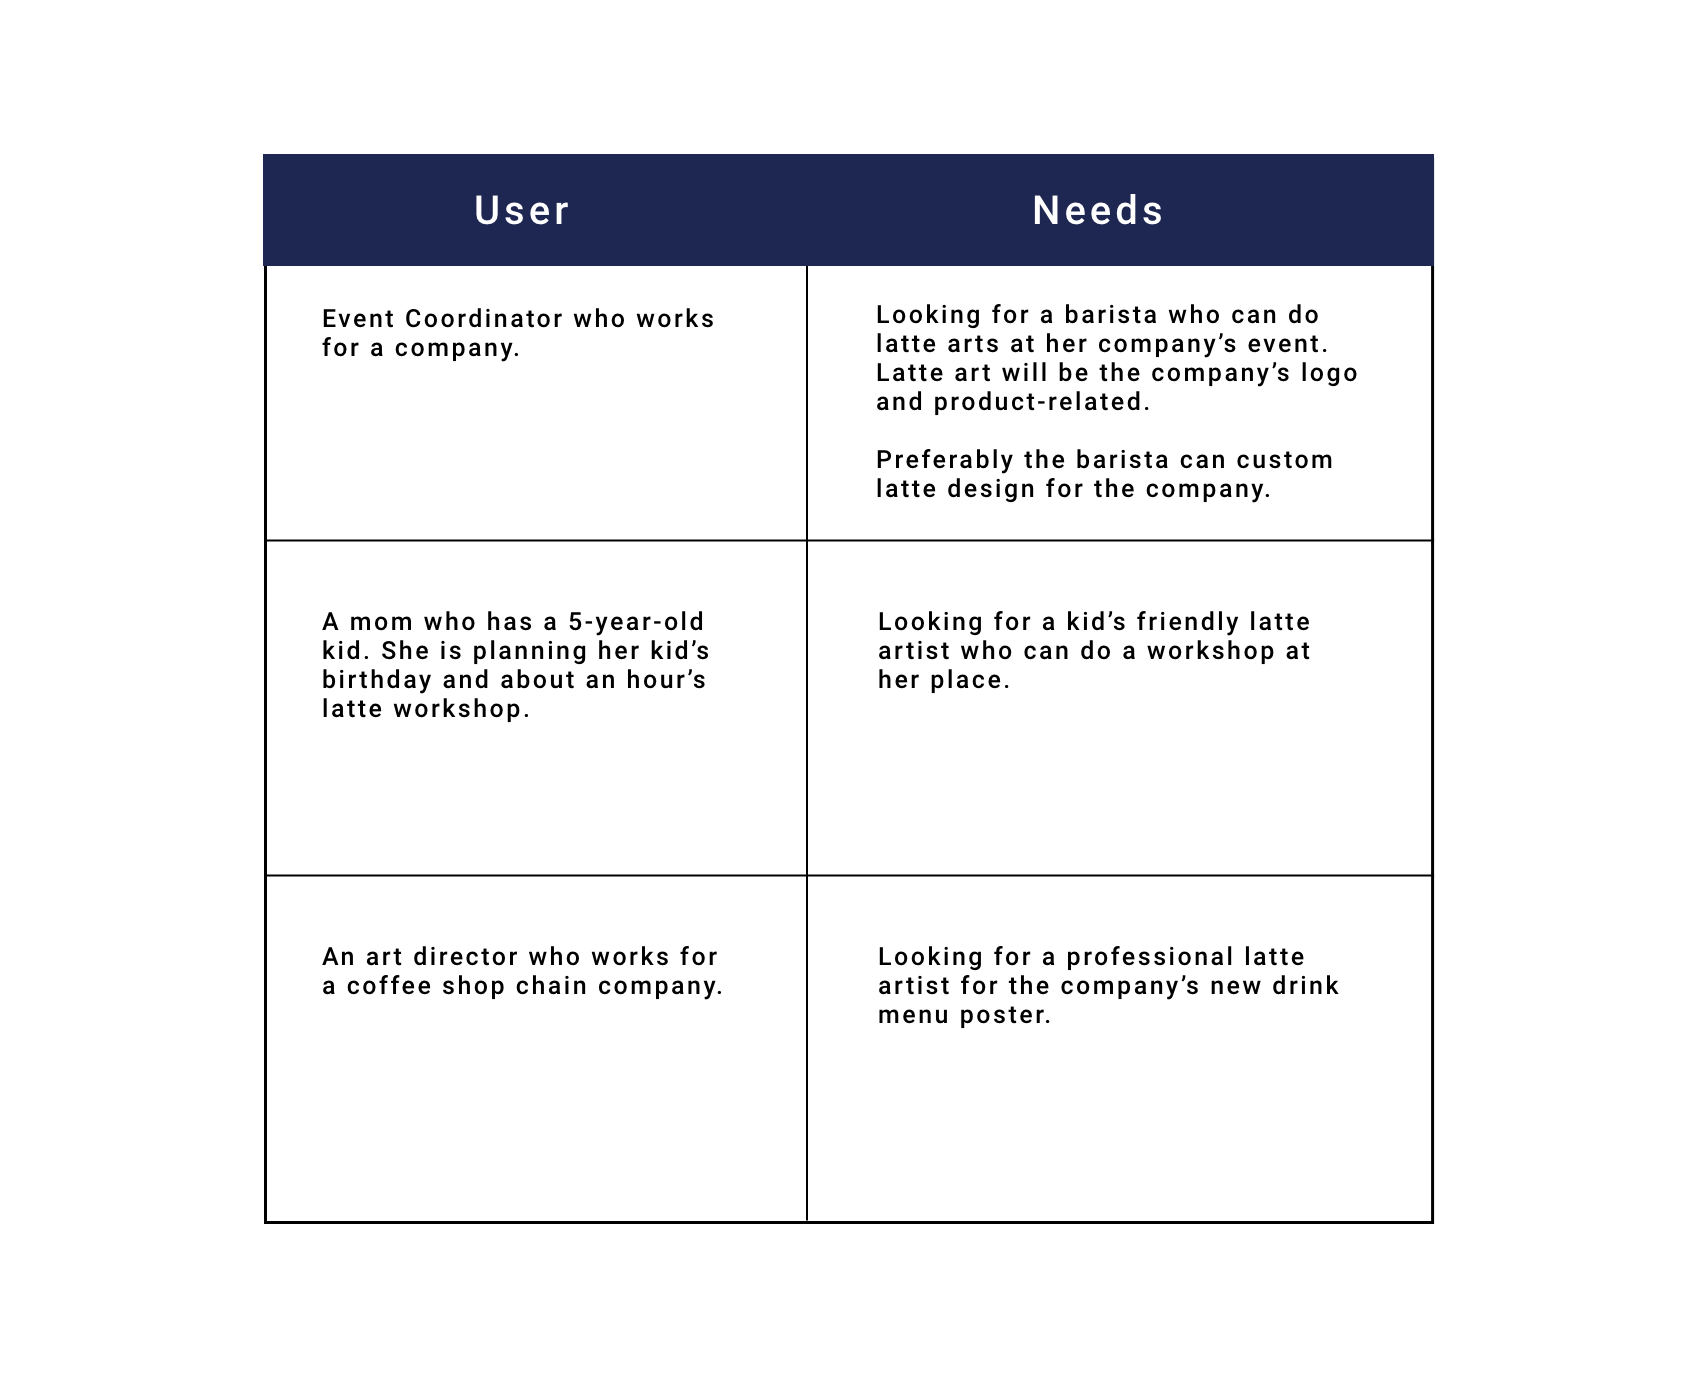 User
Needs
Event Coordinator who works
for a company.
Looking for a barista who can do
latte arts at her company’s event.
Latte art will be the company’s logo
and product-related.
Preferably the barista can custom
latte design for the company.
A mom who has a 5-year-old
kid. She is planning her kid’s
birthday and about an hour’s
latte workshop.
Looking for a kid’s friendly latte
artist who can do a workshop at
her place.
An art director who works for
a coffee shop chain company.
Looking for a professional latte
artist for the company’s new drink
menu poster.